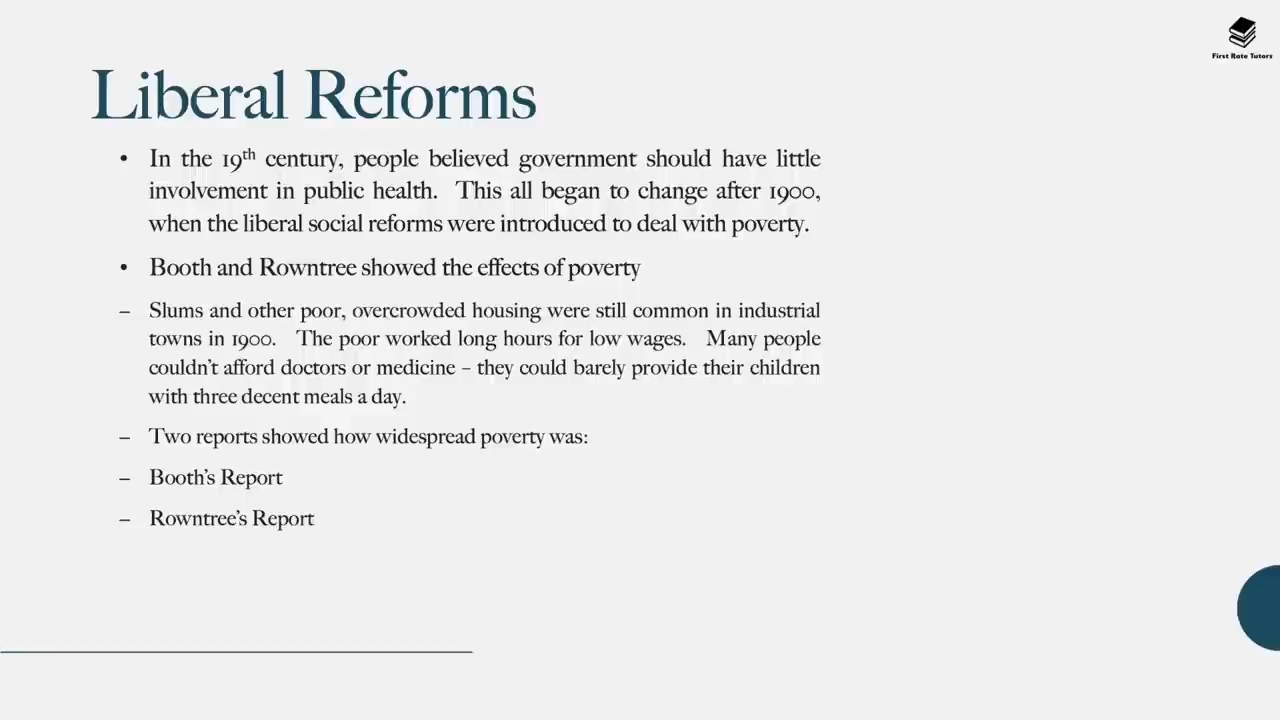 First Rate Tutors
Liberal Reforms
• In the 19th century, people believed government should have little
involvement in public health. This all began to change after 1900,
when the liberal social reforms were introduced to deal with poverty.
• Booth and Rowntree showed the effects of poverty
– Slums and other poor, overcrowded housing were still common in industrial
towns in 1900. The poor worked long hours for low wages. Many people
couldn't afford doctors or medicine – they could barely provide their children
with three decent meals a day.
– Two reports showed how widespread poverty was:
– Booth's Report
– Rowntree's Report